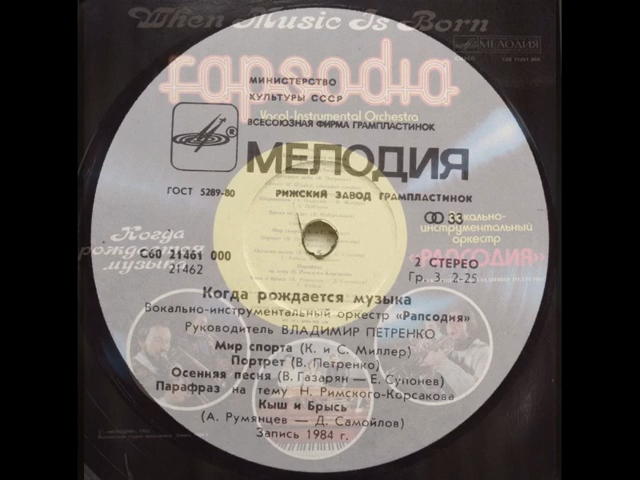 When Music Is Born
МЕЛОДИЯ
rapsodia
МИНИСТЕРСТВО
КУЛЬТУРЫ СССР
Vocal-Instrumental Orchestra
ВСЕСОЮЗНАЯ ФИРМА ГРАМПЛАСТИНОК
МЕЛОДИЯ
ГОСТ 5289-80
РИЖСКИЙ ЗАВОД ГРАМПЛАСТИНОК
33
Вокально-
инструментальный
оркестр
«РАПСОДИЯ»
Когда
рождается
музыка
С60 21461 000
21462
2 СТЕРЕО
Гр. 3. 2-25
Когда рождается музыка
Вокально-инструментальный оркестр «Рапсодия»
Руководитель ВЛАДИМИР ПЕТРЕНКО
Мир спорта (К. и С. Миллер)
Портрет (В. Петренко)
Осенняя песня (В. Газарян — Е. Супонев)
Парафраз на тему Н. Римского-Корсакова
Кыш и Брысь
(А. Румянцев — Д. Самойлов)
Запись 1984 г.